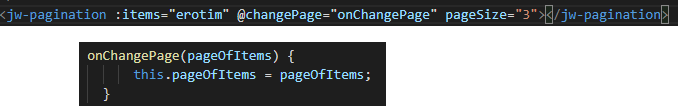 <jw-pagination :items="erotim" @changePage="onChangePage" pageSize="3"></jw-pagination>
onChangePage(pageOfItems) {
this.pageOfItems = pageOfItems;
}